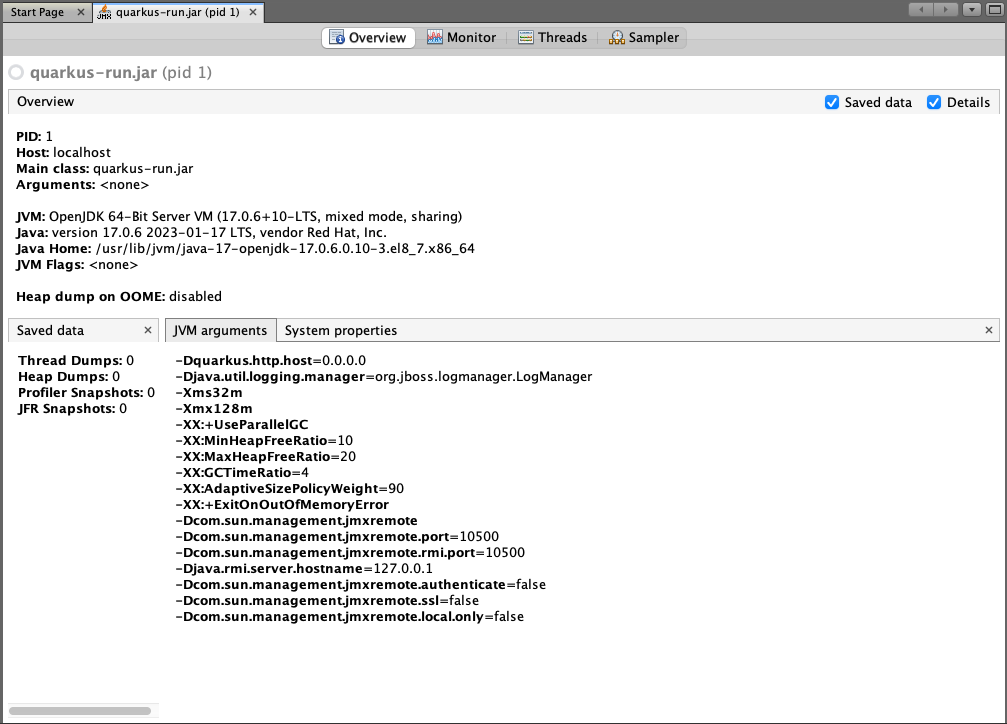 Start Page
quarkus-run.jar (pid 1)
Overview
Monitor
Threads
Sampler
quarkus-run.jar (pid 1)
Overview
Saved data
Details
PID: 1
Host: localhost
Main class: quarkus-run.jar
Arguments: <none>
JVM: OpenJDK 64-Bit Server VM (17.0.6+10-LTS, mixed mode, sharing)
Java: version 17.0.6 2023-01-17 LTS, vendor Red Hat, Inc.
Java Home: /usr/lib/jvm/java-17-openjdk-17.0.6.0.10-3.el8_7.x86_64
JVM Flags: <none>
Heap dump on OOME: disabled
Saved data
Thread Dumps: 0
Heap Dumps: 0
Profiler Snapshots: 0
JFR Snapshots: 0
JVM arguments
System properties
-Dquarkus.http.host=0.0.0.0
-Djava.util.logging.manager=org.jboss.logmanager.LogManager
-Xms32m
-Xmx128m
-XX:+UseParallelGC
-XX:MinHeapFreeRatio=10
-XX:MaxHeapFreeRatio=20
-XX:GCTimeRatio=4
-XX:AdaptiveSizePolicyWeight=90
-XX:+ExitOnOutOfMemoryError
-Dcom.sun.management.jmxremote
-Dcom.sun.management.jmxremote.port=10500
-Dcom.sun.management.jmxremote.rmi.port=10500
-Djava.rmi.server.hostname=127.0.0.1
-Dcom.sun.management.jmxremote.authenticate=false
-Dcom.sun.management.jmxremote.ssl=false
-Dcom.sun.management.jmxremote.local.only=false